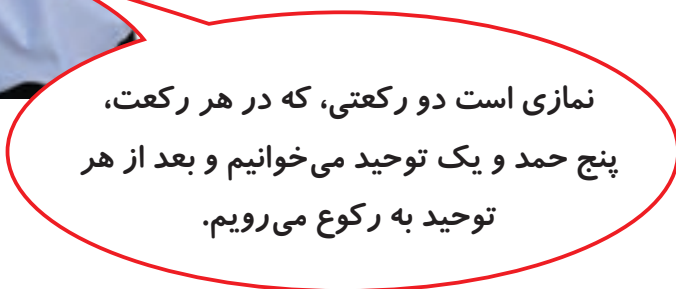 نمازی است دو رکعتی، که در هر رکعت،
پنج حمد و یک توحید می‌خوانیم و بعد از هر
توحید به رکوع می‌رویم.